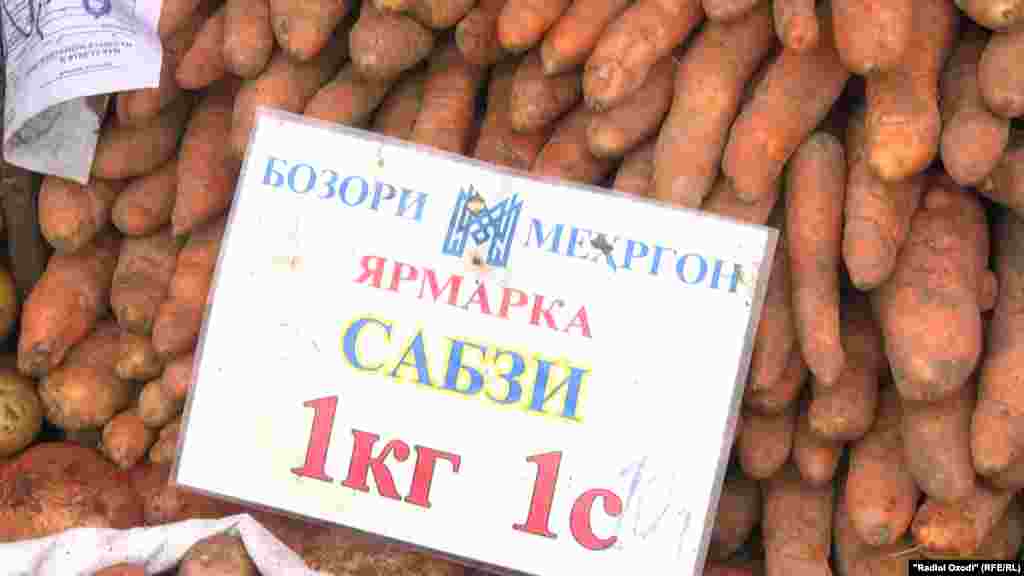 БОЗОРИ МЕҲРГОН
ЯРМАРКА
САБЗИ
1кг 1с
"Radioi Ozodi" (RFE/RL)